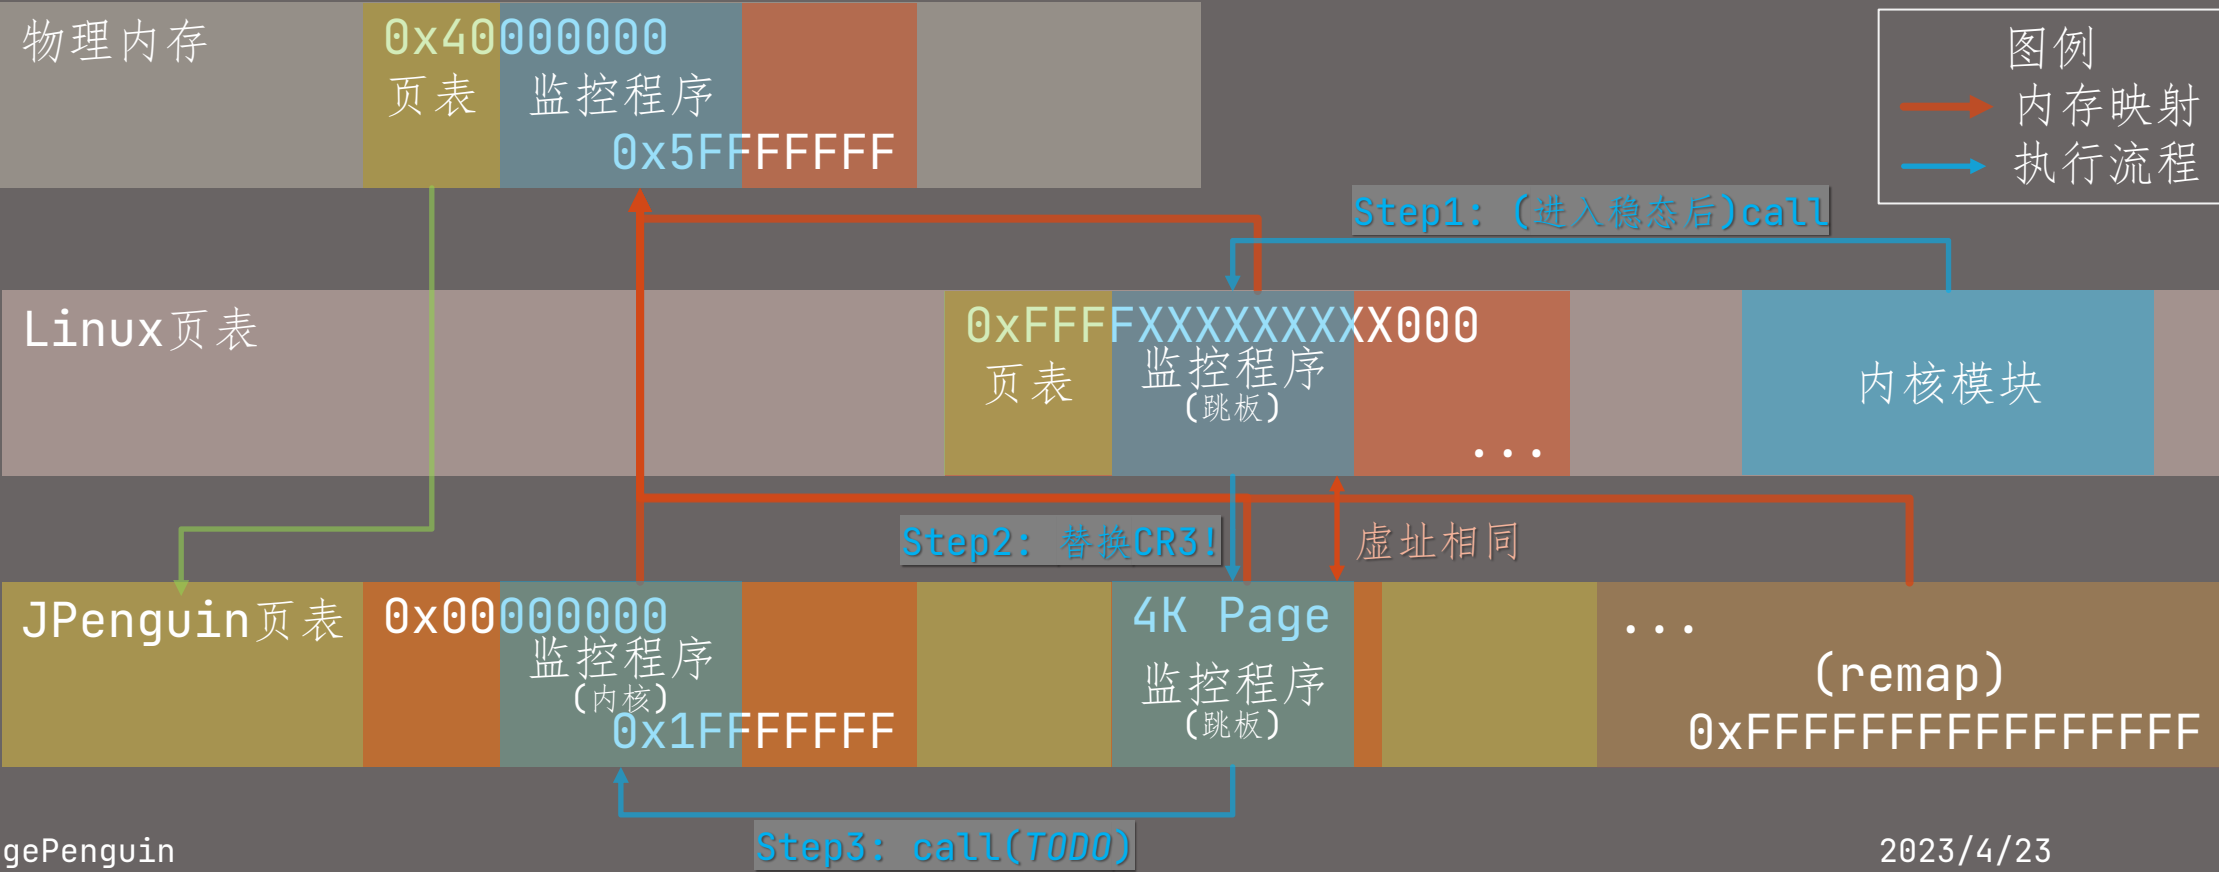 物理内存
0x40000000
页表
监控程序
0x5FFFFFFF
图例
内存映射
执行流程
Step1: (进入稳态后)call
Linux页表
0xFFFFXXXXXXXXX000
页表
监控程序
(跳板)
...
内核模块
Step2: 替换CR3!
虚址相同
JPenguin页表
0x00000000
监控程序
(内核)
0x1FFFFFFF
4K Page
监控程序
(跳板)
...
(remap)
0xFFFFFFFFFFFFFFFF
Step3: call(TODO)
gePenguin
2023/4/23